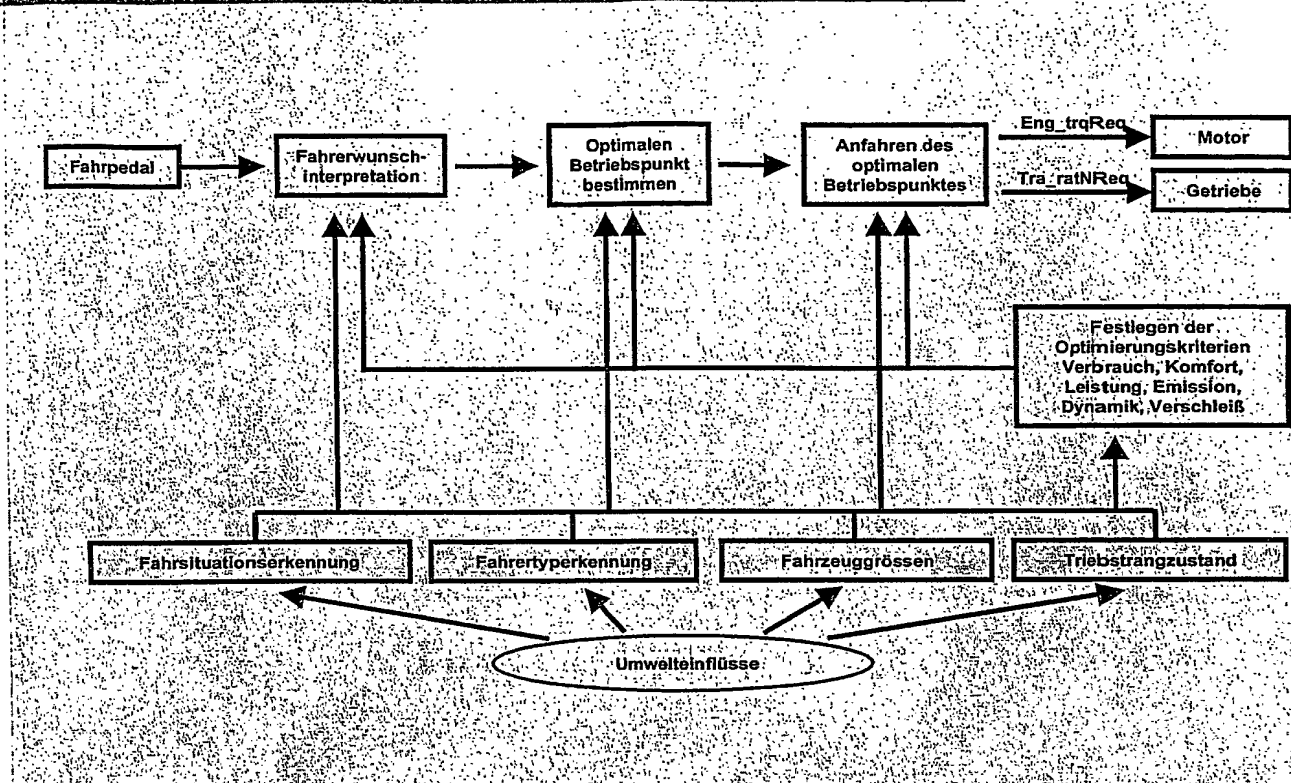 Fahrpedal
Fahrerwunsch-
interpretation
Optimalen
Betriebspunkt
bestimmen
Anfahren des
optimalen
Betriebspunktes
Eng_trqReq
Motor
Tra_ratNReq
Getriebe
Festlegen der
Optimierungskriterien
Verbrauch, Komfort,
Leistung, Emission,
Dynamik, Verschleiß
Fahrsituationserkennung
Fahrertyperkennung
Fahrzeuggrössen
Triebstrangzustand
Umwelteinflüsse